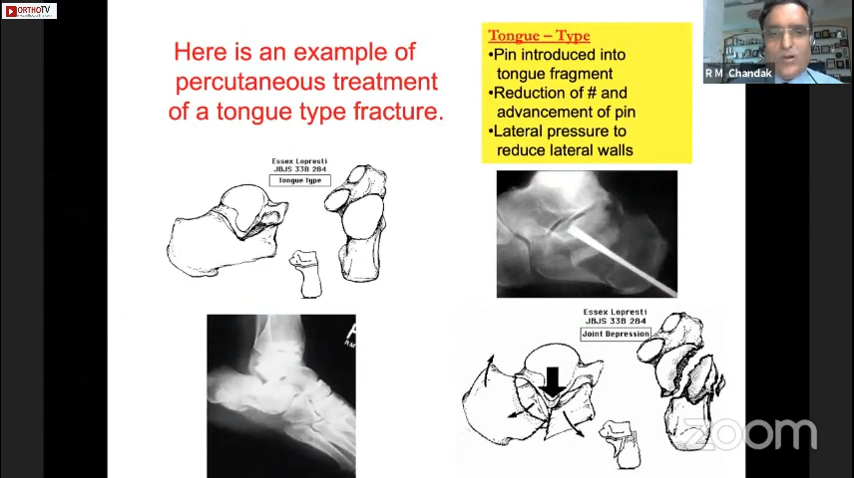 ORTHOTV
Here is an example of
percutaneous treatment
of a tongue type fracture.
Tongue – Type
•Pin introduced into
tongue fragment
•Reduction of # and
advancement of pin
•Lateral pressure to
reduce lateral walls
R M Chandak
Essex Lopresti
JBJS 33B 284
Tongue Type
Essex Lopresti
JBJS 33B 284
Joint Depression
zoom